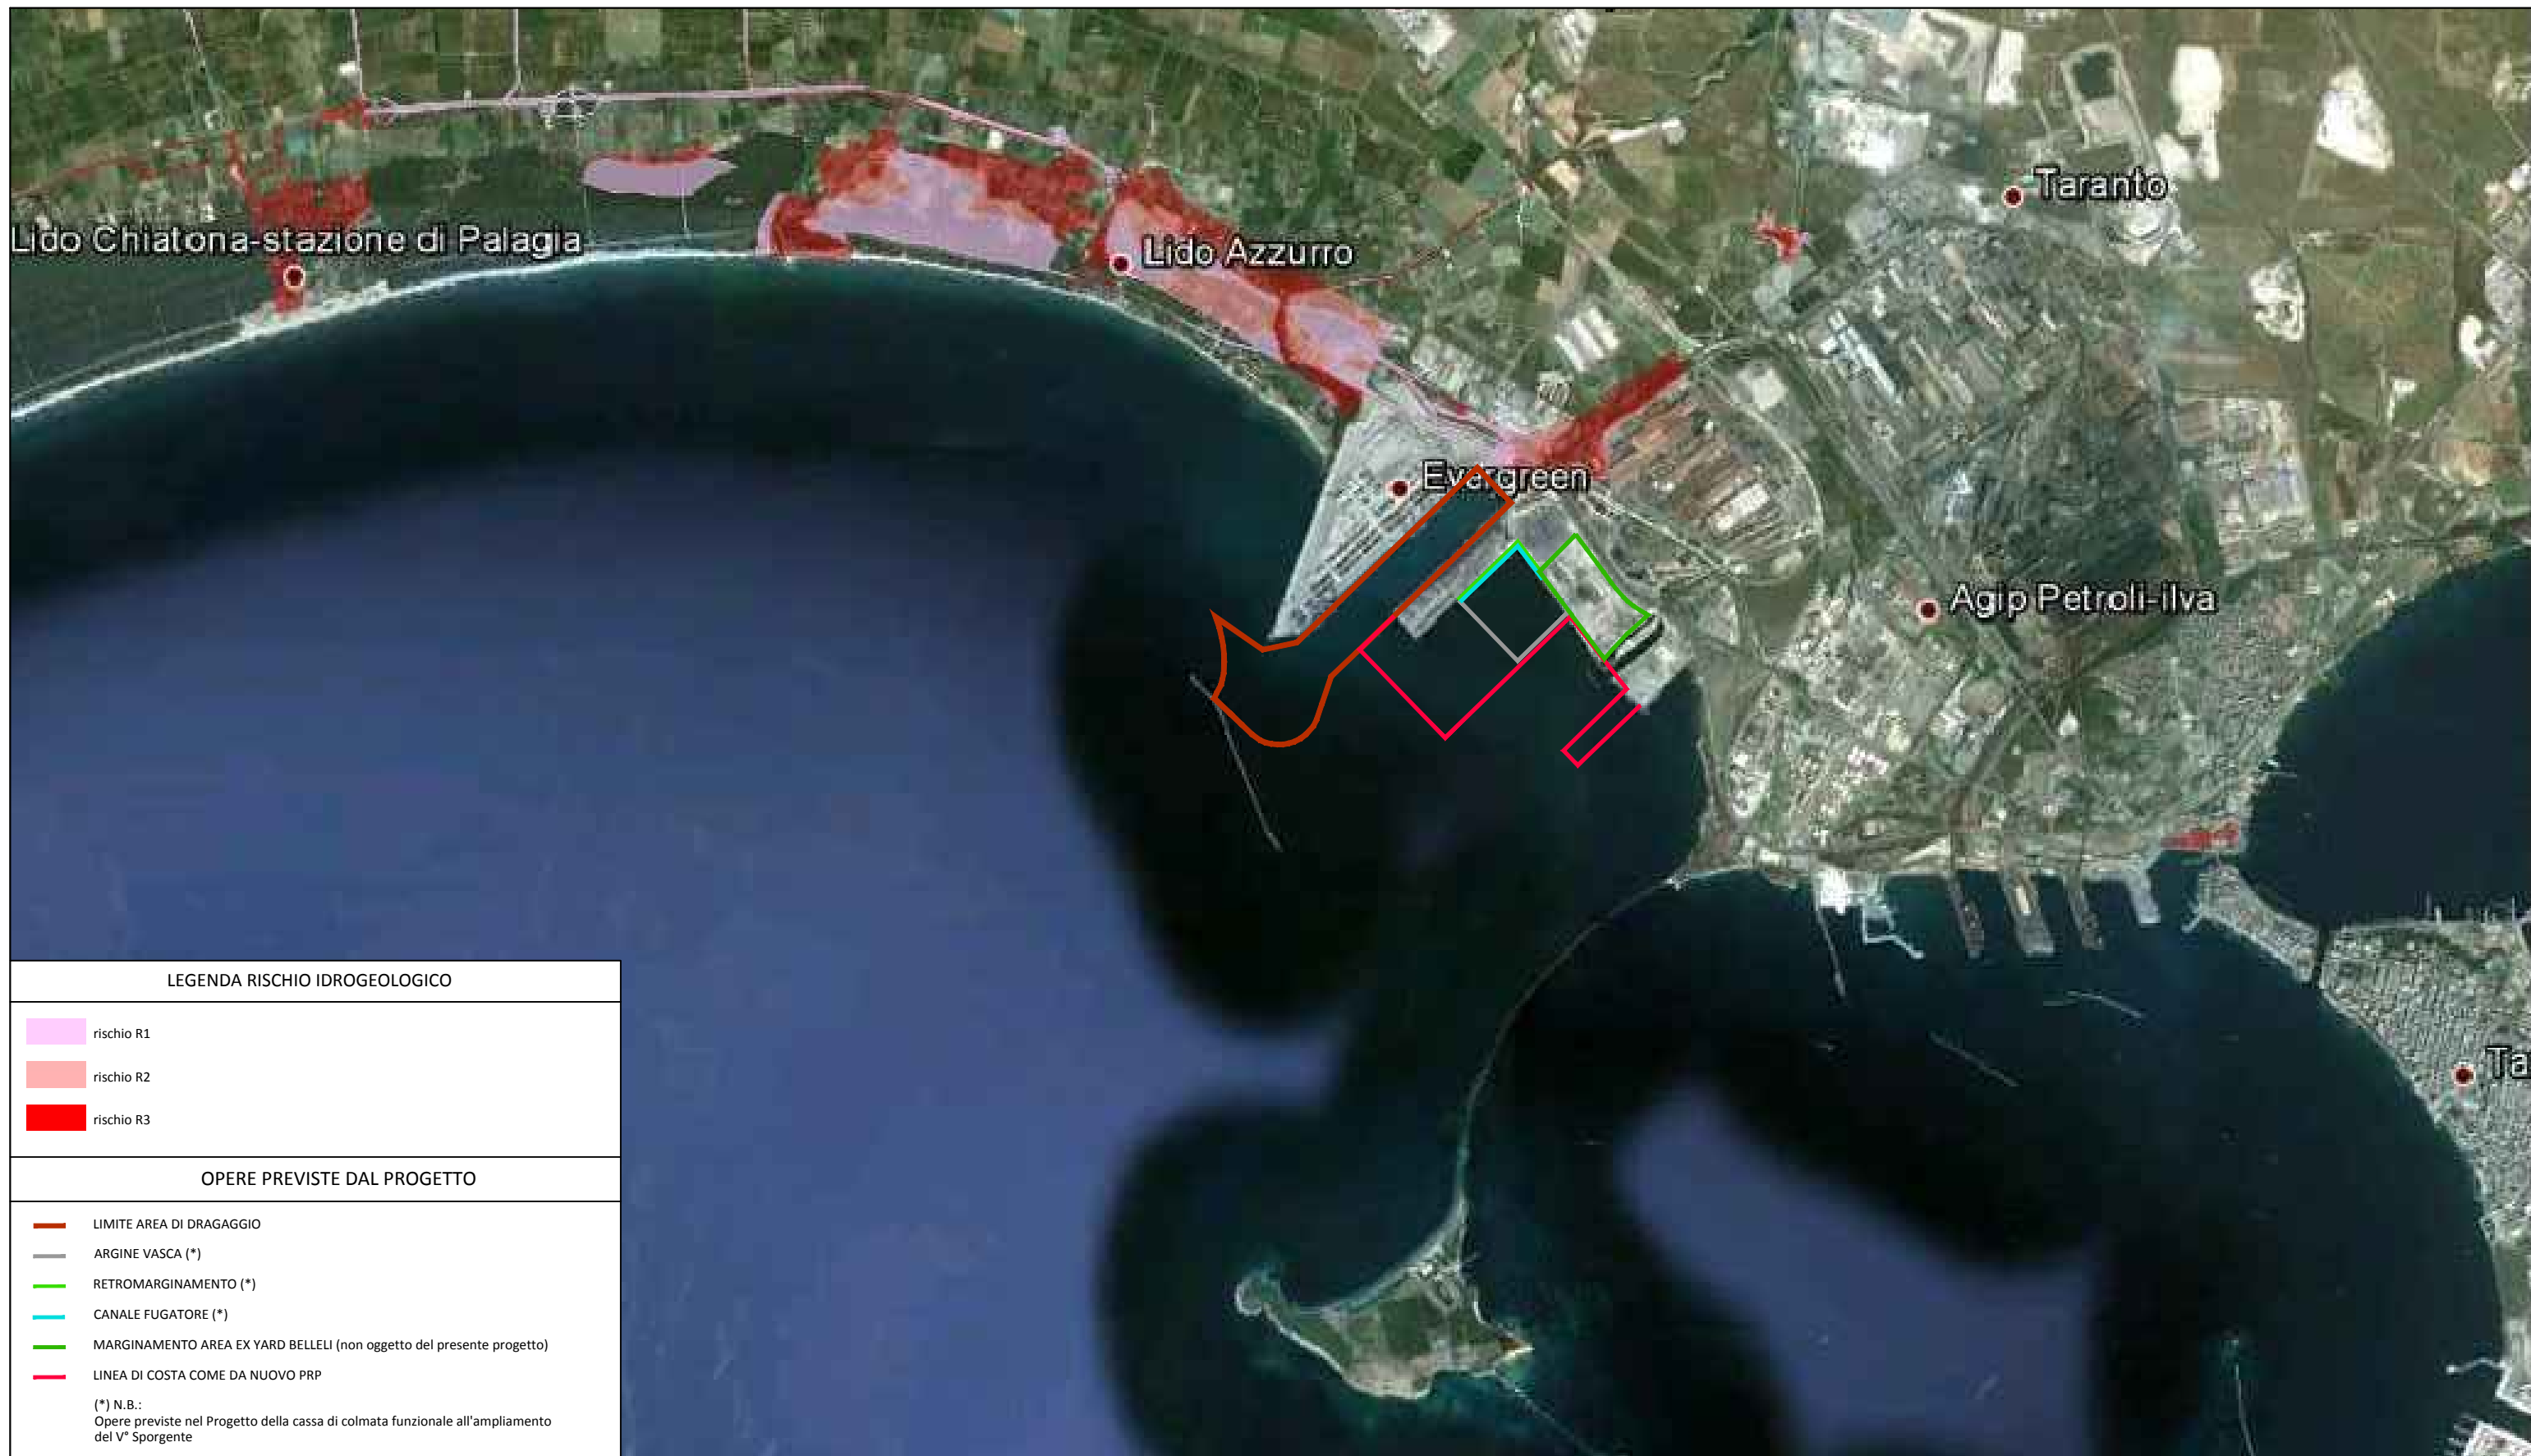 Taranto
Lido Chiatona-stazione di Palagia
Lido Azzurro
Evergreen
Agip Petroli-ilva
Ta
LEGENDA RISCHIO IDROGEOLOGICO
rischio R1
rischio R2
rischio R3
OPERE PREVISTE DAL PROGETTO
LIMITE AREA DI DRAGAGGIO
ARGINE VASCA (*)
RETROMARGINAMENTO (*)
CANALE FUGATORE (*)
MARGINAMENTO AREA EX YARD BELLELI (non oggetto del presente progetto)
LINEA DI COSTA COME DA NUOVO PRP
(*) N.B.:
Opere previste nel Progetto della cassa di colmata funzionale all'ampliamento
del V° Sporgente